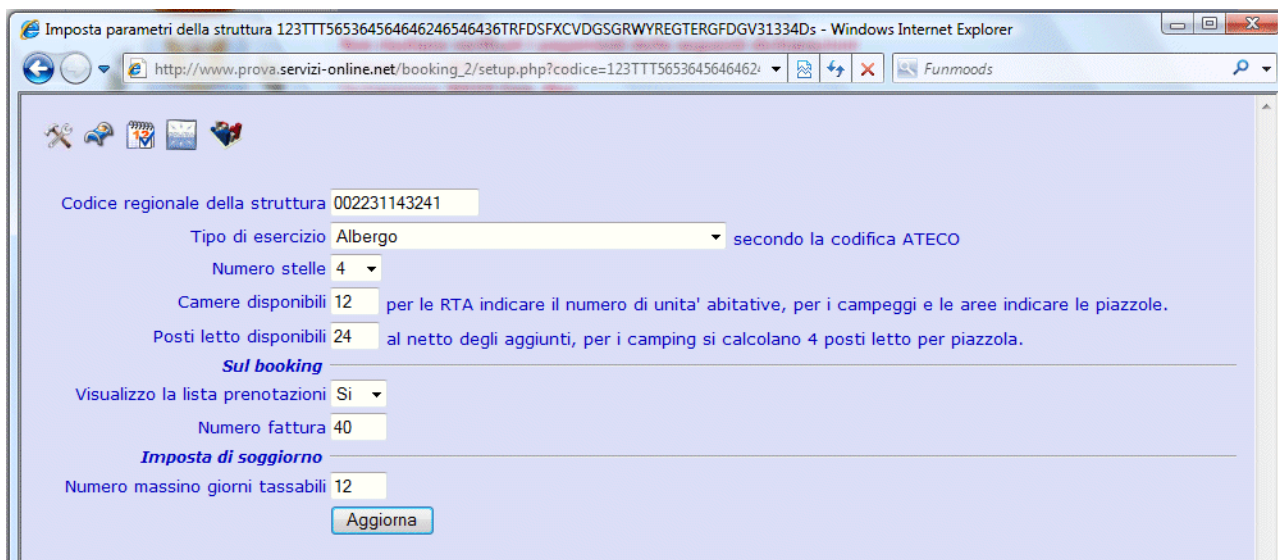 Imposta parametri della struttura 123TTT565364564646246546436TRFDSFXCVDGSGRWYREGTERGFDGV31334Ds - Windows Internet Explorer
http://www.prova.servizi-online.net/booking_2/setup.php?codice=123TTT56536456464624 Funmoods
Codice regionale della struttura 002231143241
Tipo di esercizio Albergo secondo la codifica ATECO
Numero stelle 4
Camere disponibili 12 per le RTA indicare il numero di unita' abitative, per i campeggi e le aree indicare le piazzole.
Posti letto disponibili 24 al netto degli aggiunti, per i camping si calcolano 4 posti letto per piazzola.
Sul booking
Visualizzo la lista prenotazioni Si
Numero fattura 40
Imposta di soggiorno
Numero massino giorni tassabili 12
Aggiorna